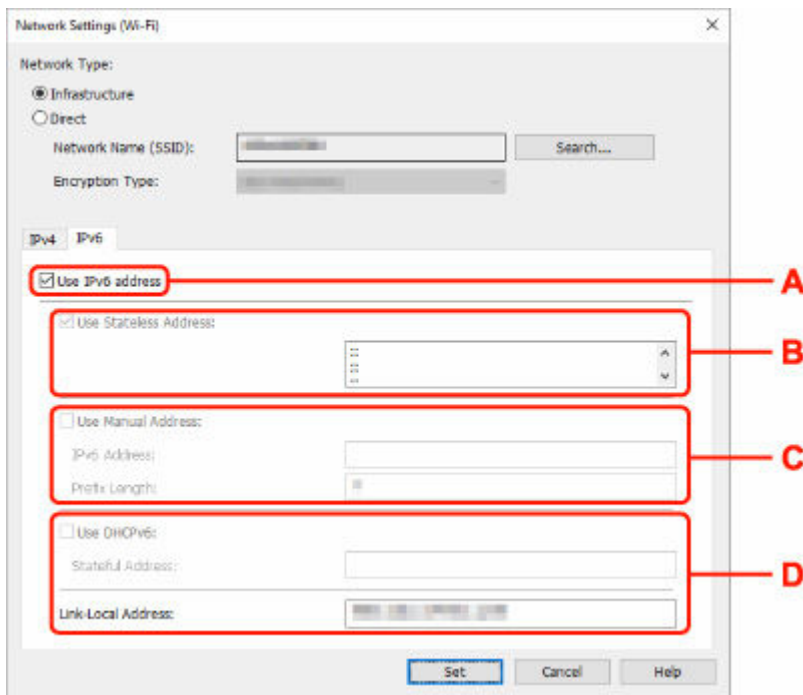 Network Settings (Wi-Fi)
Network Type:
Infrastructure
Direct
Network Name (SSID):
Search...
Encryption Type:
IPv4 IPv6
Use IPv6 address
A
Use Stateless Address:
::
::
::
B
Use Manual Address:
IPv6 Address:
Prefix Length:
C
Use DHCPv6:
Stateful Address:
Link-Local Address:
D
Set Cancel Help